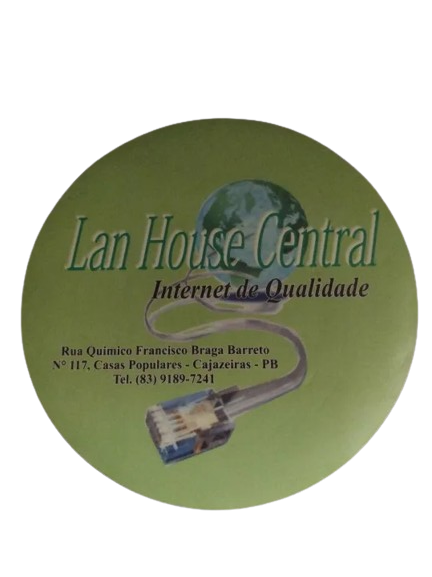 Lan House Central
Internet de Qualidade
Rua Químico Francisco Braga Barreto
Nº 117, Casas Populares - Cajazeiras - PB
Tel. (83) 9189-7241